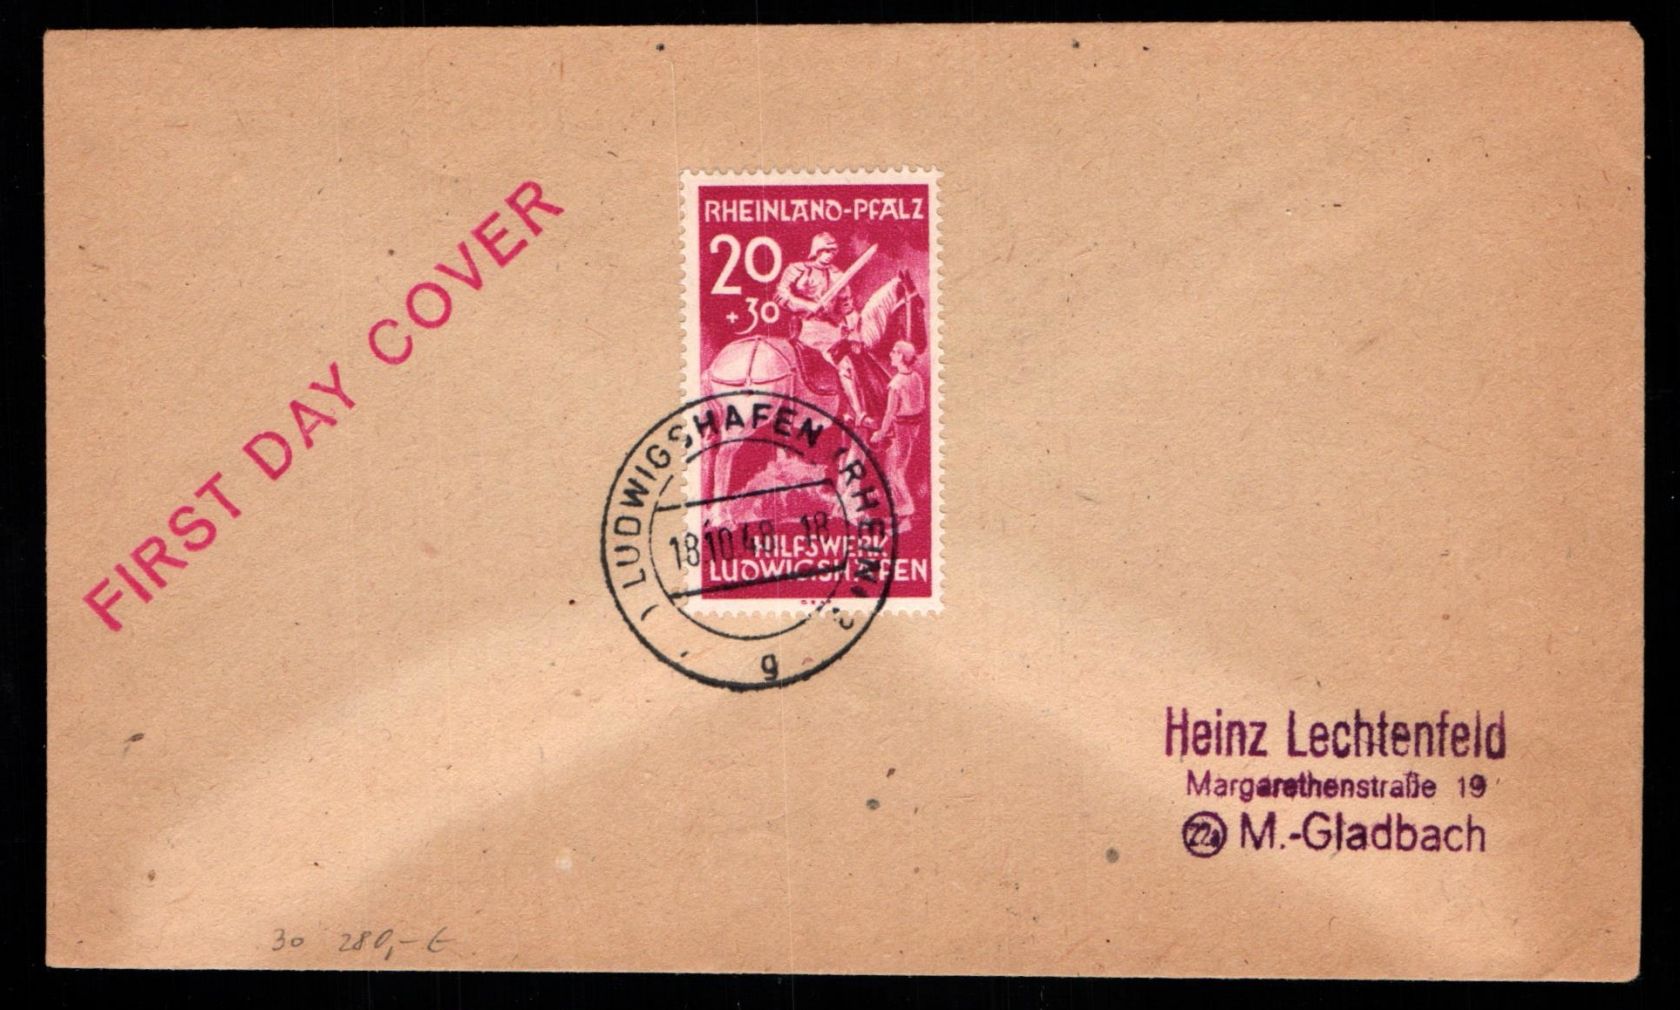 FIRST DAY COVER
RHEINLAND-PFALZ
20
+30
HILFSWERK
LUDWIGSHAFEN
LUDWIGSHAFEN (RHEIN)
18.10.48.18
g
Heinz Lechtenfeld
Margarethenstraße 19
22a M.-Gladbach
30 280,- €